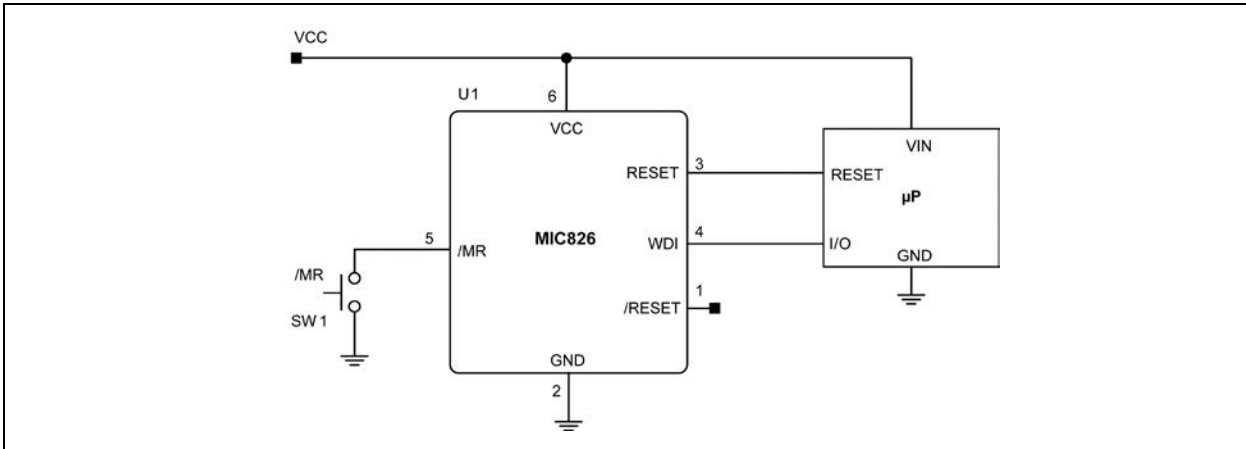 VCC
U1
6
VCC
VIN
RESET
3
RESET
µP
5
/MR
MIC826
WDI
4
I/O
GND
/MR
SW1
/RESET
1
GND
2